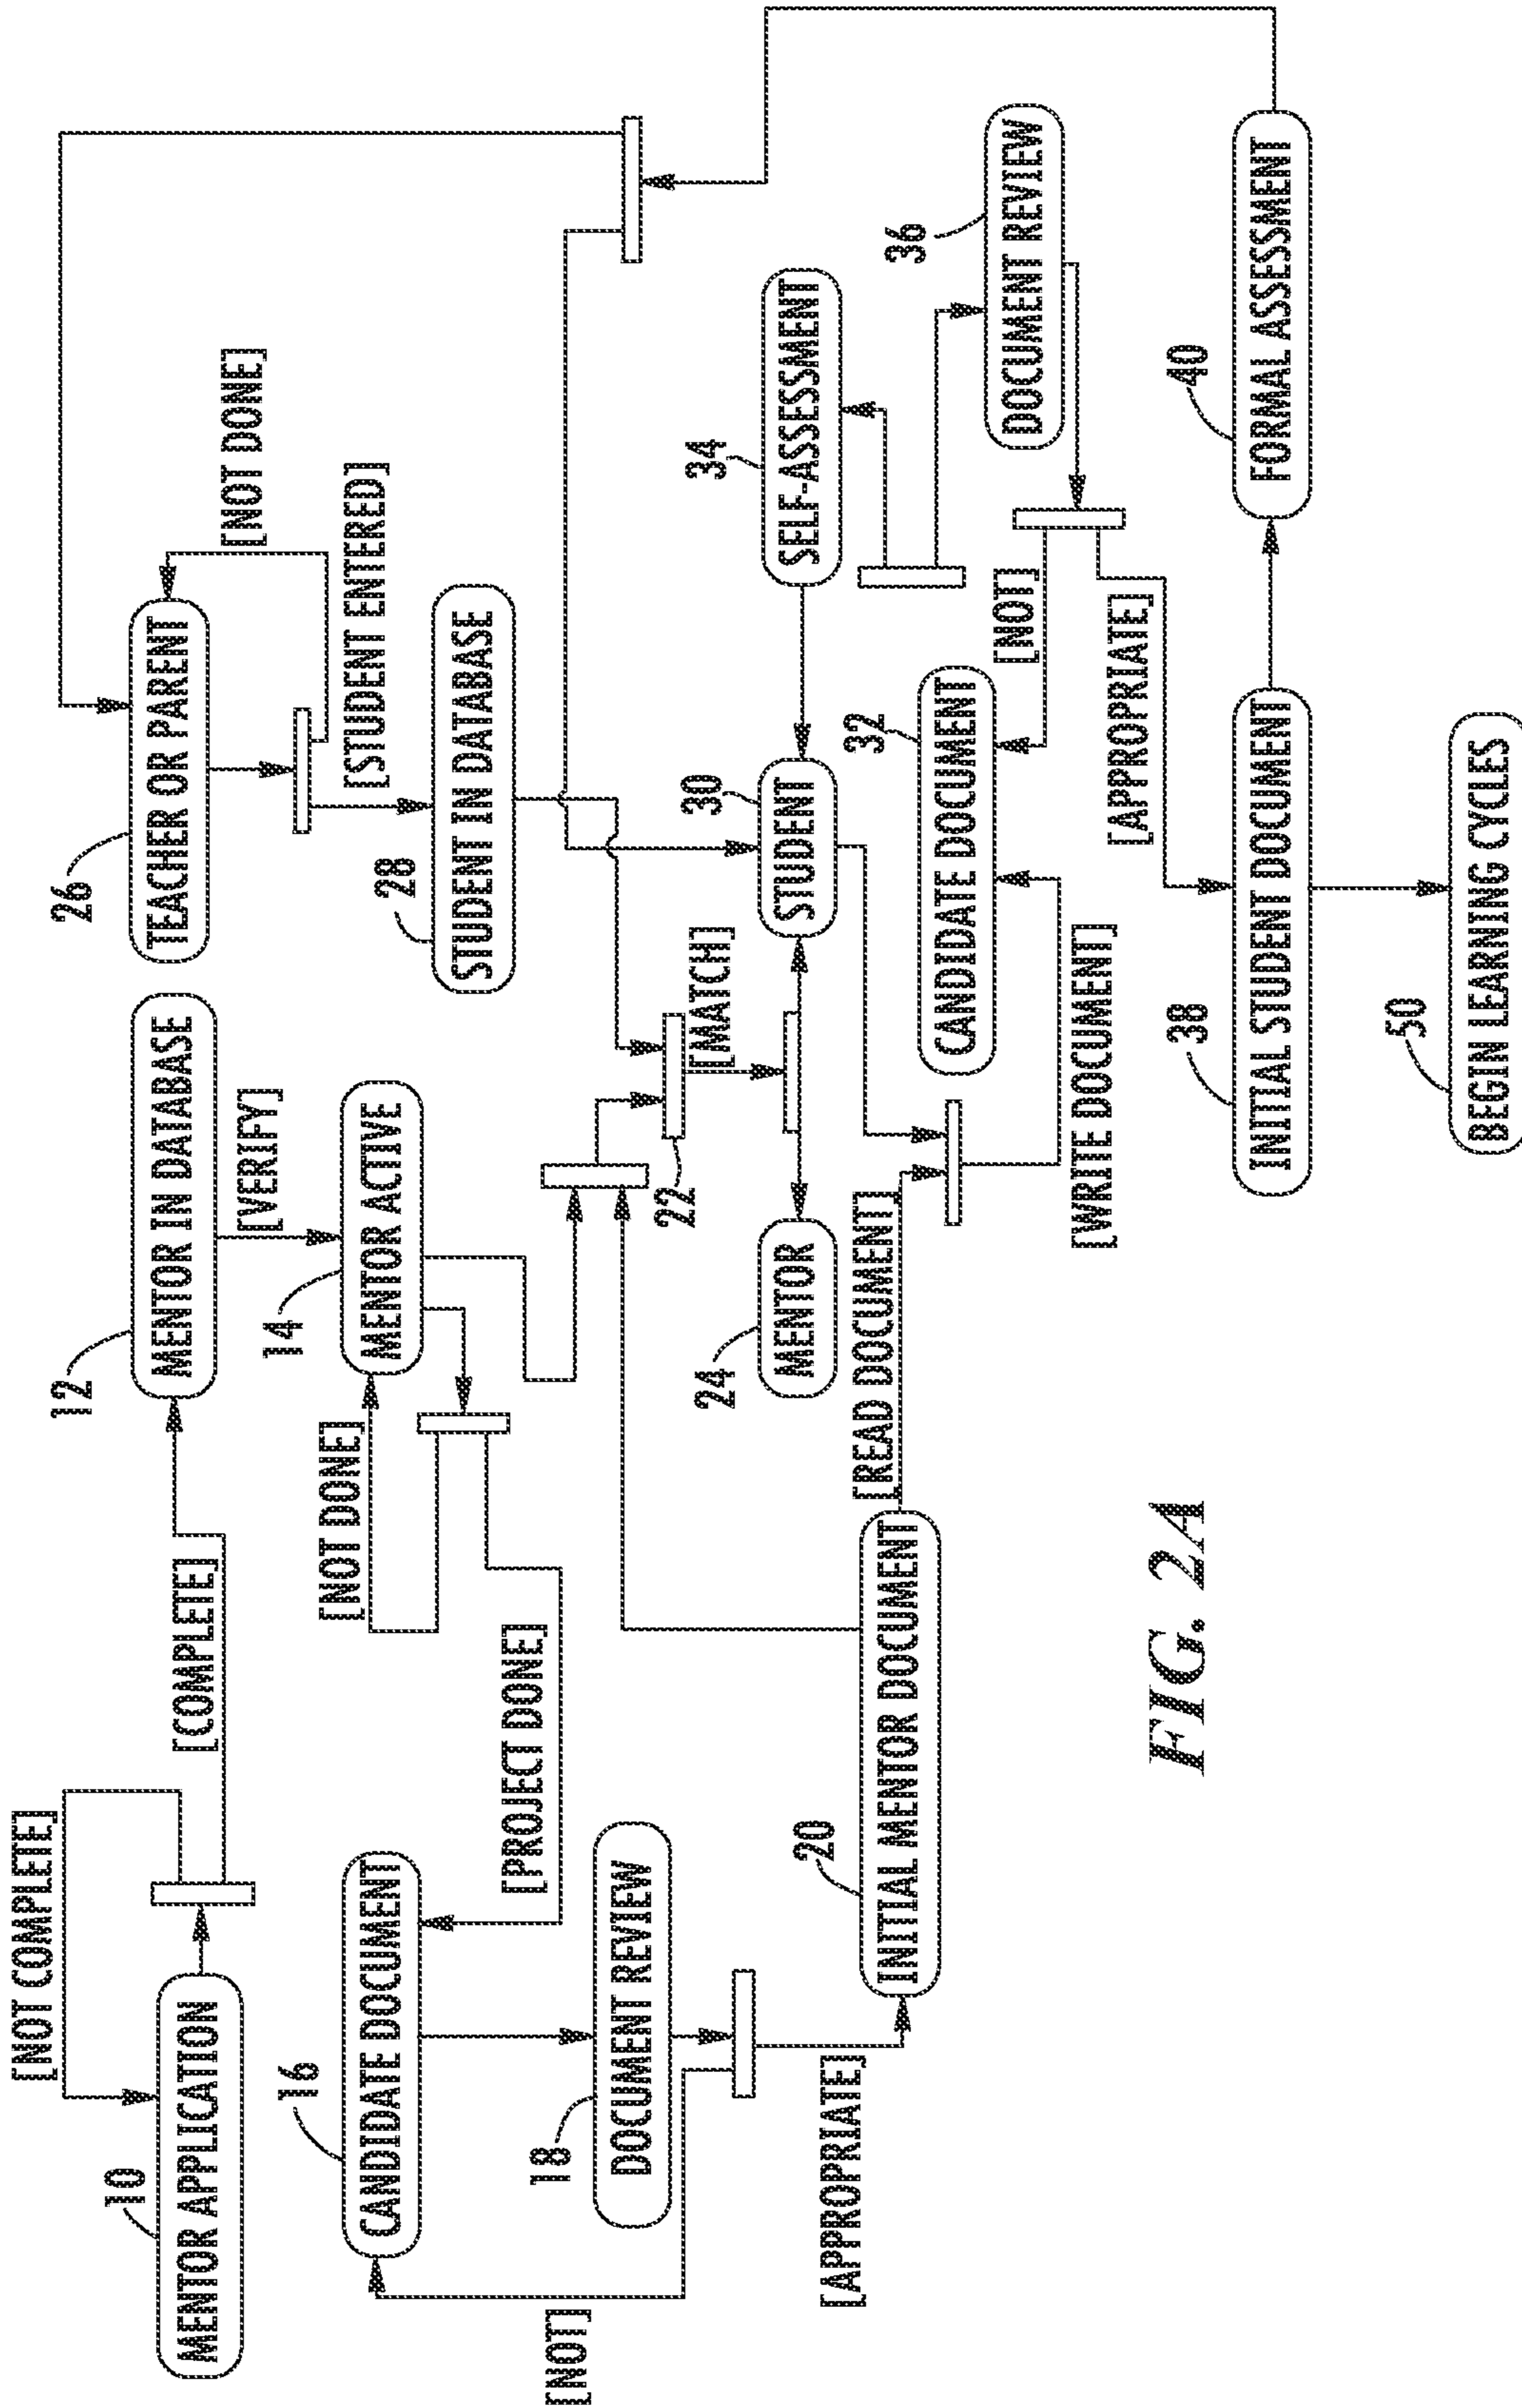 [NOT COMPLETE]
10
MENTOR APPLICATION
[COMPLETE]
12
MENTOR IN DATABASE
[VERIFY]
14
MENTOR ACTIVE
[NOT DONE]
[PROJECT DONE]
16
CANDIDATE DOCUMENT
18
DOCUMENT REVIEW
[NOT]
[APPROPRIATE]
20
INITIAL MENTOR DOCUMENT
26
TEACHER OR PARENT
[NOT DONE]
[STUDENT ENTERED]
28
STUDENT IN DATABASE
22
[MATCH]
24
MENTOR
30
STUDENT
34
SELF-ASSESSMENT
[READ DOCUMENT]
32
CANDIDATE DOCUMENT
36
DOCUMENT REVIEW
[NOT]
[WRITE DOCUMENT]
[APPROPRIATE]
38
INITIAL STUDENT DOCUMENT
40
FORMAL ASSESSMENT
50
BEGIN LEARNING CYCLES
FIG. 2A